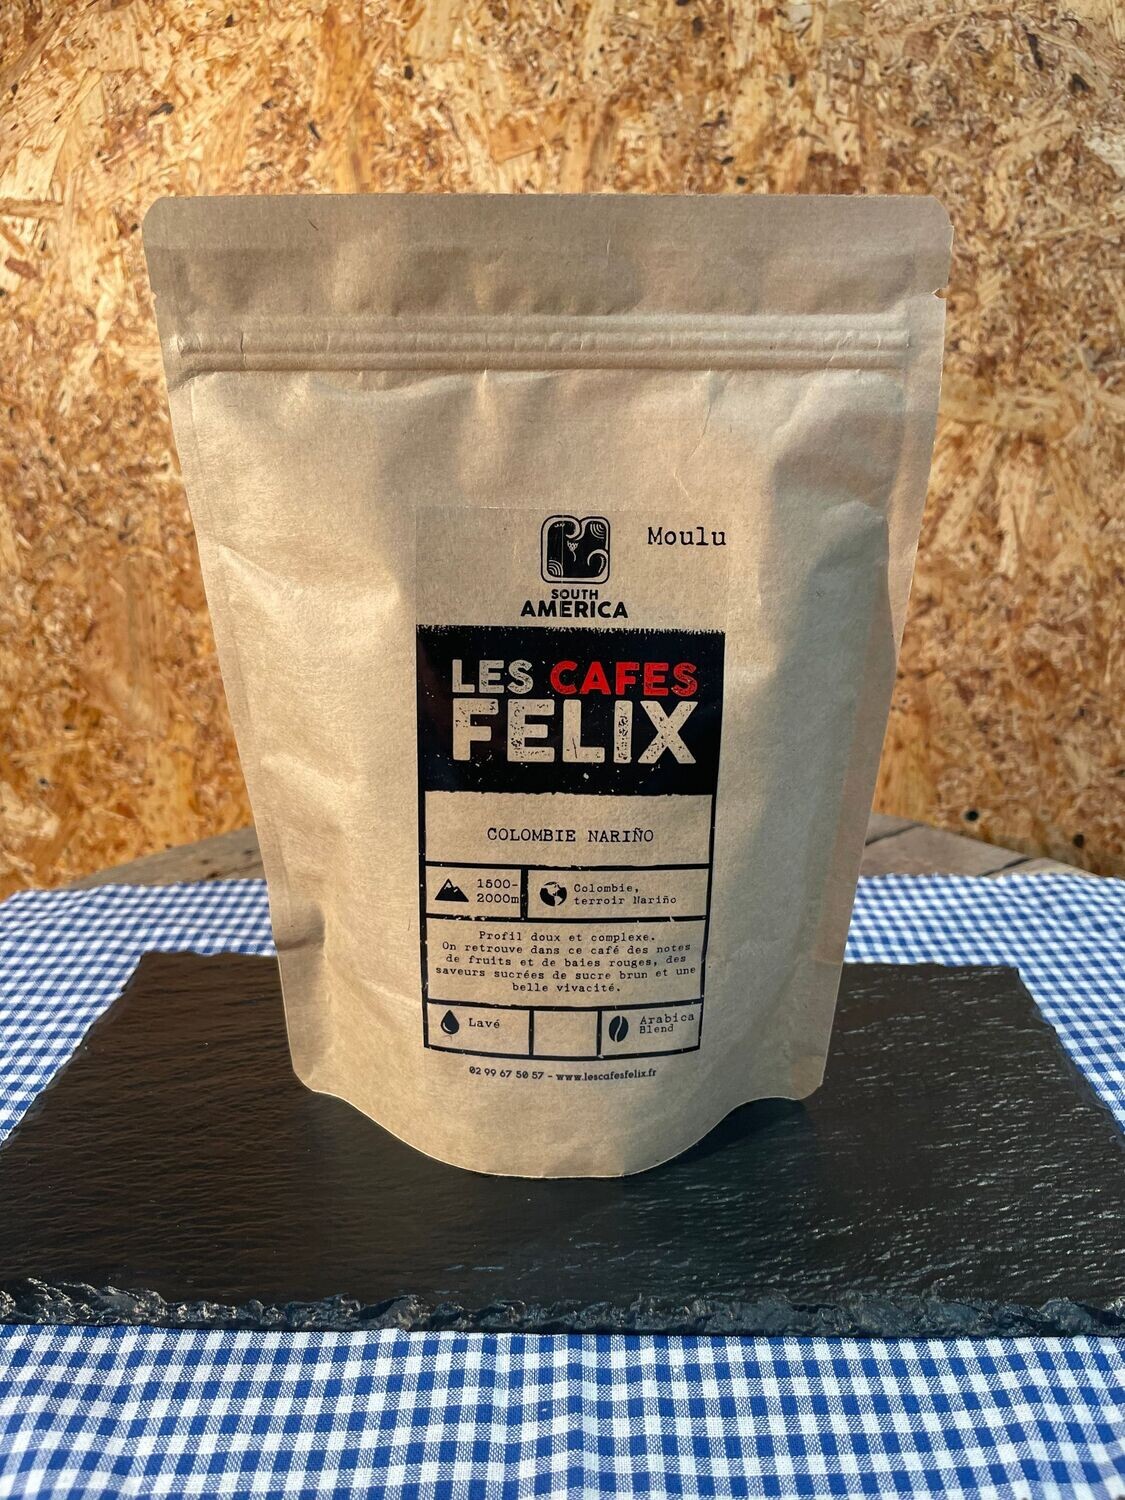 Moulu
SOUTH
AMERICA
LES CAFES
FELIX
COLOMBIE NARIÑO
1500-
2000m
Colombie,
terroir Nariño
Profil doux et complexe.
On retrouve dans ce café des notes
de fruits et de baies rouges, des
saveurs sucrées de sucre brun et une
belle vivacité.
Lavé
Arabica
Blend
02 99 67 50 57 - www.lescafesfelix.fr